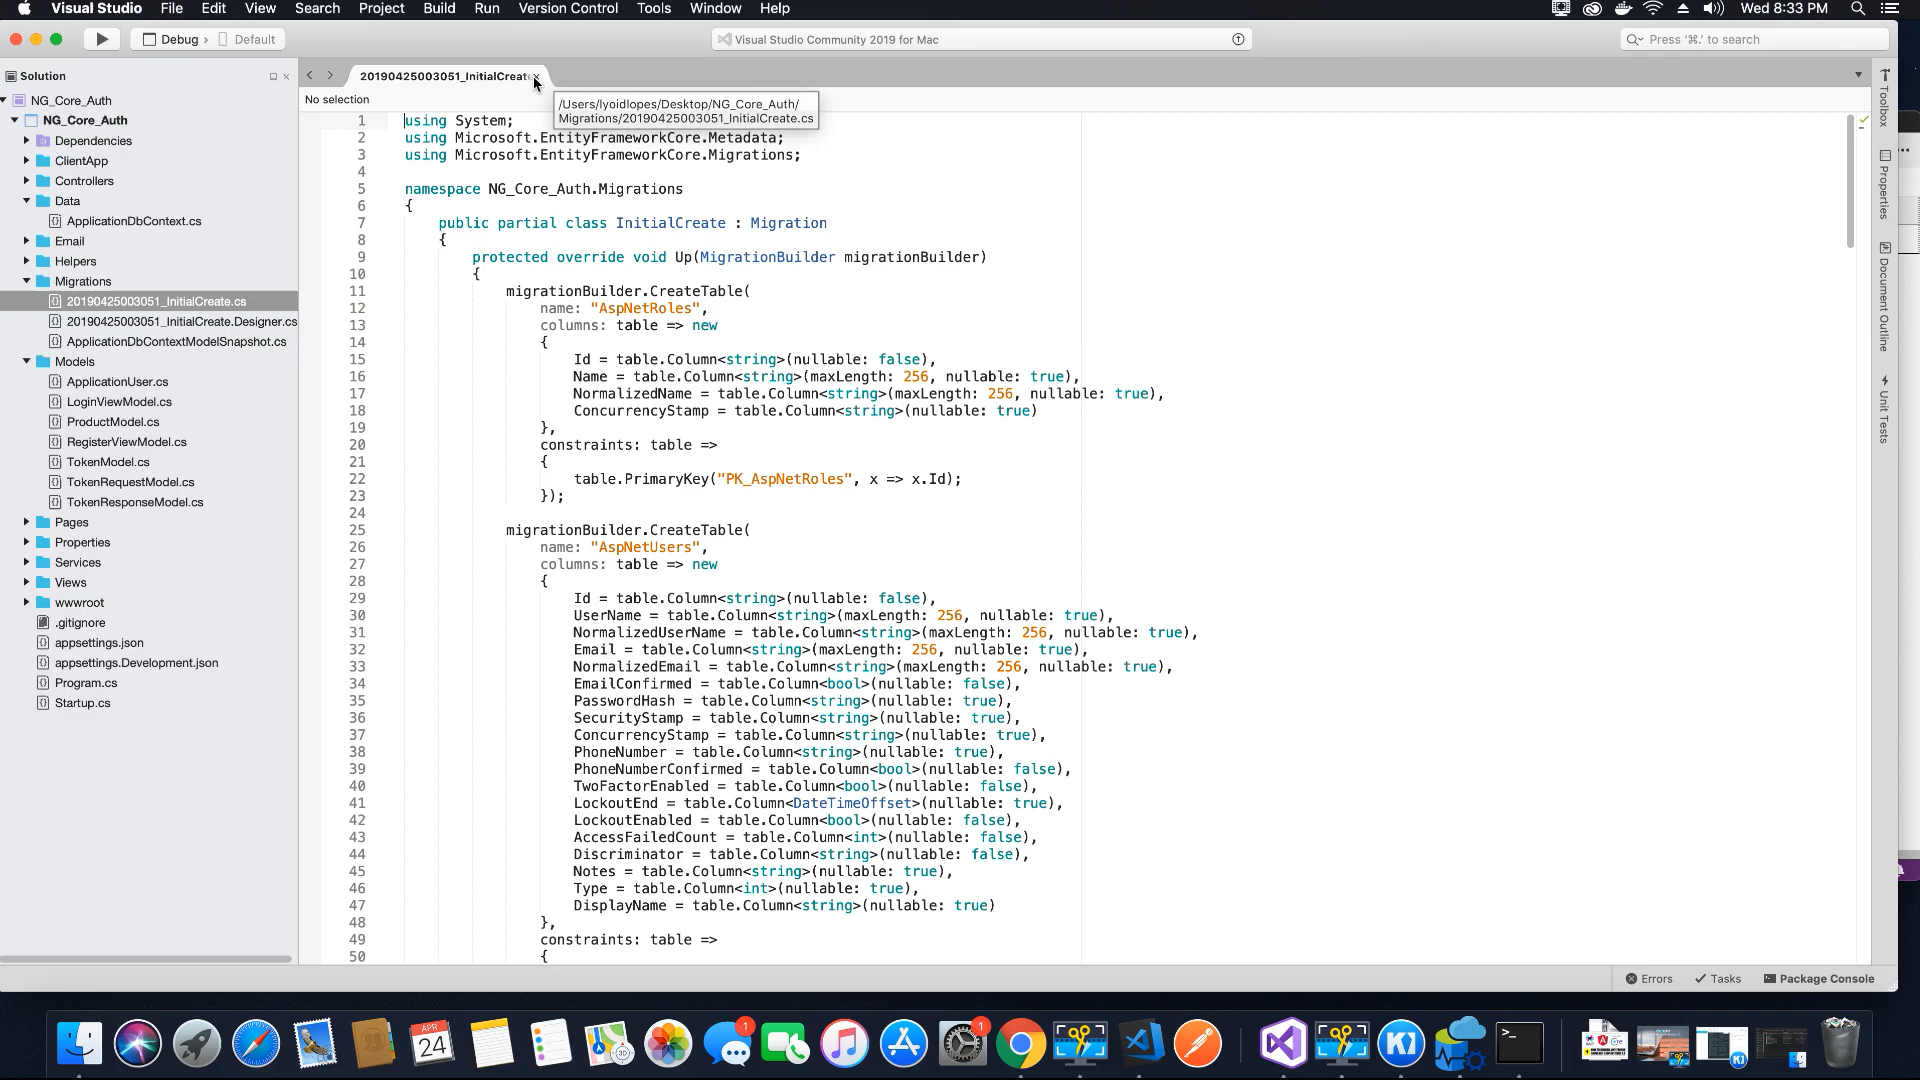 Visual Studio File Edit View Search Project Build Run Version Control Tools Window Help Wed 8:33 PM
Debug › Default Visual Studio Community 2019 for Mac Press '⌘.' to search
Solution 20190425003051_InitialCreate
No selection
/Users/lyoidlopes/Desktop/NG_Core_Auth/
Migrations/20190425003051_InitialCreate.cs
NG_Core_Auth
NG_Core_Auth
Dependencies
ClientApp
Controllers
Data
ApplicationDbContext.cs
Email
Helpers
Migrations
20190425003051_InitialCreate.cs
20190425003051_InitialCreate.Designer.cs
ApplicationDbContextModelSnapshot.cs
Models
ApplicationUser.cs
LoginViewModel.cs
ProductModel.cs
RegisterViewModel.cs
TokenModel.cs
TokenRequestModel.cs
TokenResponseModel.cs
Pages
Properties
Services
Views
wwwroot
.gitignore
appsettings.json
appsettings.Development.json
Program.cs
Startup.cs
1 using System;
2 using Microsoft.EntityFrameworkCore.Metadata;
3 using Microsoft.EntityFrameworkCore.Migrations;
4
5 namespace NG_Core_Auth.Migrations
6 {
7 public partial class InitialCreate : Migration
8 {
9 protected override void Up(MigrationBuilder migrationBuilder)
10 {
11 migrationBuilder.CreateTable(
12 name: "AspNetRoles",
13 columns: table => new
14 {
15 Id = table.Column<string>(nullable: false),
16 Name = table.Column<string>(maxLength: 256, nullable: true),
17 NormalizedName = table.Column<string>(maxLength: 256, nullable: true),
18 ConcurrencyStamp = table.Column<string>(nullable: true)
19 },
20 constraints: table =>
21 {
22 table.PrimaryKey("PK_AspNetRoles", x => x.Id);
23 });
24
25 migrationBuilder.CreateTable(
26 name: "AspNetUsers",
27 columns: table => new
28 {
29 Id = table.Column<string>(nullable: false),
30 UserName = table.Column<string>(maxLength: 256, nullable: true),
31 NormalizedUserName = table.Column<string>(maxLength: 256, nullable: true),
32 Email = table.Column<string>(maxLength: 256, nullable: true),
33 NormalizedEmail = table.Column<string>(maxLength: 256, nullable: true),
34 EmailConfirmed = table.Column<bool>(nullable: false),
35 PasswordHash = table.Column<string>(nullable: true),
36 SecurityStamp = table.Column<string>(nullable: true),
37 ConcurrencyStamp = table.Column<string>(nullable: true),
38 PhoneNumber = table.Column<string>(nullable: true),
39 PhoneNumberConfirmed = table.Column<bool>(nullable: false),
40 TwoFactorEnabled = table.Column<bool>(nullable: false),
41 LockoutEnd = table.Column<DateTimeOffset>(nullable: true),
42 LockoutEnabled = table.Column<bool>(nullable: false),
43 AccessFailedCount = table.Column<int>(nullable: false),
44 Discriminator = table.Column<string>(nullable: false),
45 Notes = table.Column<string>(nullable: true),
46 Type = table.Column<int>(nullable: true),
47 DisplayName = table.Column<string>(nullable: true)
48 },
49 constraints: table =>
50 {
Toolbox
Properties
Document Outline
Unit Tests
Errors Tasks Package Console
APR
24
3D
1
1